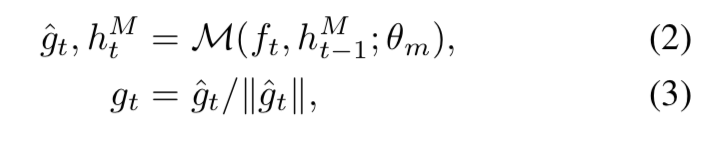 ĝ_t, h_t^M = ℳ(f_t, h_{t−1}^M; θ_m), (2)
g_t = ĝ_t/‖ĝ_t‖, (3)